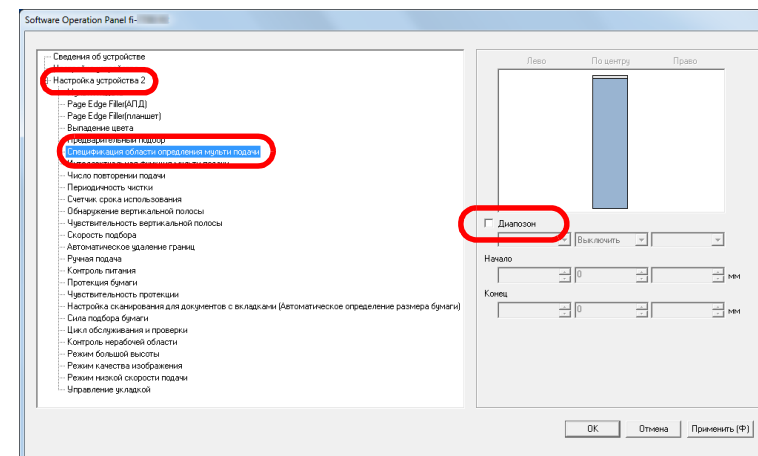 Software Operation Panel fi-
Сведения об устройстве
Настройка устройства 2
Page Edge Filler(АПД)
Page Edge Filler(планшет)
Выпадение цвета
Предварительный подбор
Спецификация области опредления мульти подачи
Число повторении подачи
Периодичность чистки
Счетчик срока использования
Обнаружение вертикальной полосы
Чувствительность вертикальной полосы
Скорость подбора
Автоматическое удаление границ
Ручная подача
Контроль питания
Протекция бумаги
Чувствительность протекции
Настройка сканирования для документов с вкладками (Автоматическое определение размера бумаги)
Сила подбора бумаги
Цикл обслуживания и проверки
Контроль нерабочей области
Режим большой высоты
Режим качества изображения
Режим низкой скорости подачи
Управление укладкой
Лево По центру Право
Диапозон
Выключить
Начало
0 мм
Конец
0 мм
OK Отмена Применить (Ф)